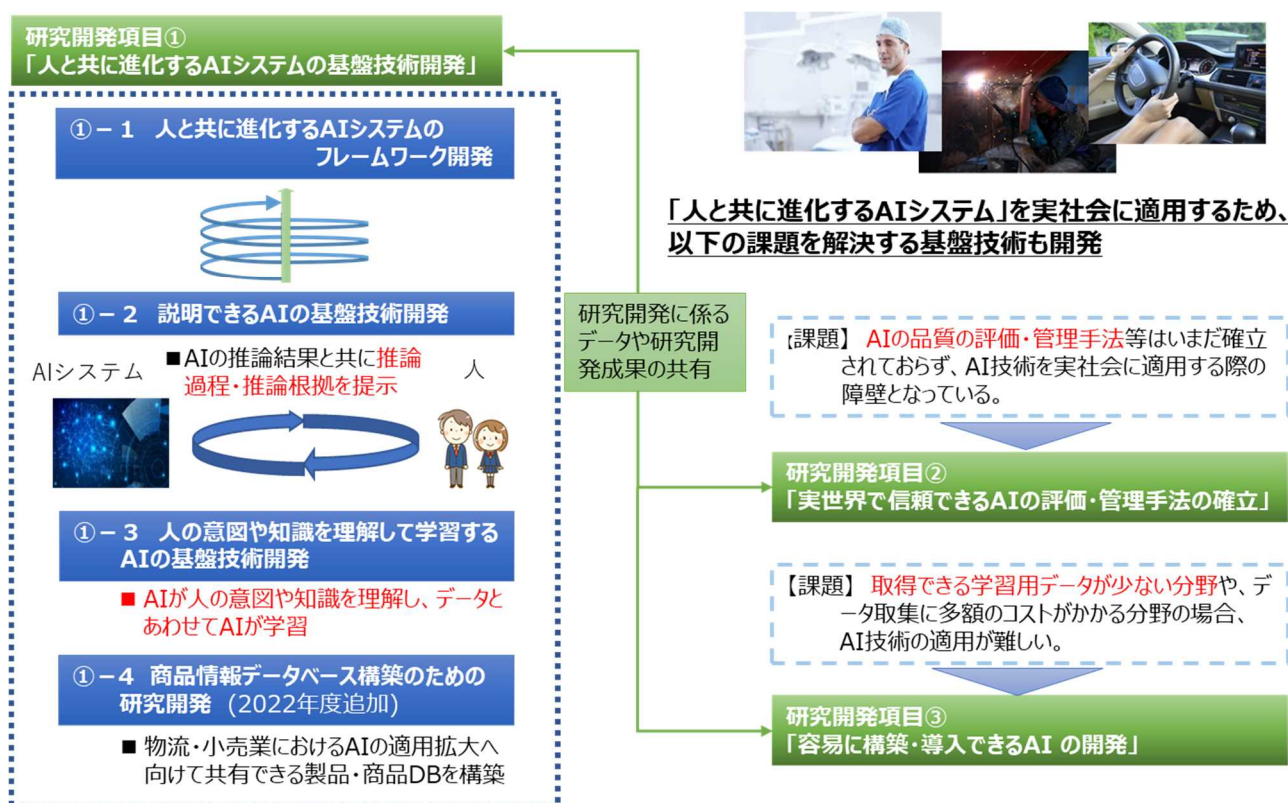 研究開発項目①
「人と共に進化するAIシステムの基盤技術開発」
①－１ 人と共に進化するAIシステムの
フレームワーク開発
①－２ 説明できるAIの基盤技術開発
AIシステム
■AIの推論結果と共に推論
過程・推論根拠を提示
人
①－３ 人の意図や知識を理解して学習する
AIの基盤技術開発
■ AIが人の意図や知識を理解し、データと
あわせてAIが学習
①－４ 商品情報データベース構築のための
研究開発 (2022年度追加)
■ 物流・小売業におけるAIの適用拡大へ
向けて共有できる製品・商品DBを構築
研究開発に係る
データや研究開
発成果の共有
「人と共に進化するAIシステム」を実社会に適用するため、
以下の課題を解決する基盤技術も開発
【課題】 AIの品質の評価・管理手法等はいまだ確立
されておらず、AI技術を実社会に適用する際の
障壁となっている。
研究開発項目②
「実世界で信頼できるAIの評価・管理手法の確立」
【課題】 取得できる学習用データが少ない分野や、デ
ータ取集に多額のコストがかかる分野の場合、
AI技術の適用が難しい。
研究開発項目③
「容易に構築・導入できるAI の開発」